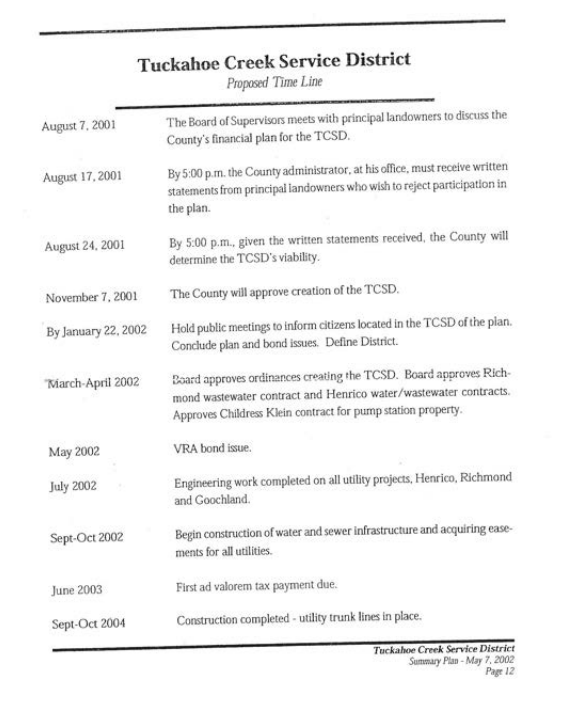 Tuckahoe Creek Service District
Proposed Time Line
August 7, 2001 The Board of Supervisors meets with principal landowners to discuss the
County's financial plan for the TCSD.
August 17, 2001 By 5:00 p.m. the County administrator, at his office, must receive written
statements from principal landowners who wish to reject participation in
the plan.
August 24, 2001 By 5:00 p.m., given the written statements received, the County will
determine the TCSD's viability.
November 7, 2001 The County will approve creation of the TCSD.
By January 22, 2002 Hold public meetings to inform citizens located in the TCSD of the plan.
Conclude plan and bond issues. Define District.
March-April 2002 Board approves ordinances creating the TCSD. Board approves Rich-
mond wastewater contract and Henrico water/wastewater contracts.
Approves Childress Klein contract for pump station property.
May 2002 VRA bond issue.
July 2002 Engineering work completed on all utility projects, Henrico, Richmond
and Goochland.
Sept-Oct 2002 Begin construction of water and sewer infrastructure and acquiring ease-
ments for all utilities.
June 2003 First ad valorem tax payment due.
Sept-Oct 2004 Construction completed - utility trunk lines in place.
Tuckahoe Creek Service District
Summary Plan - May 7, 2002
Page 12